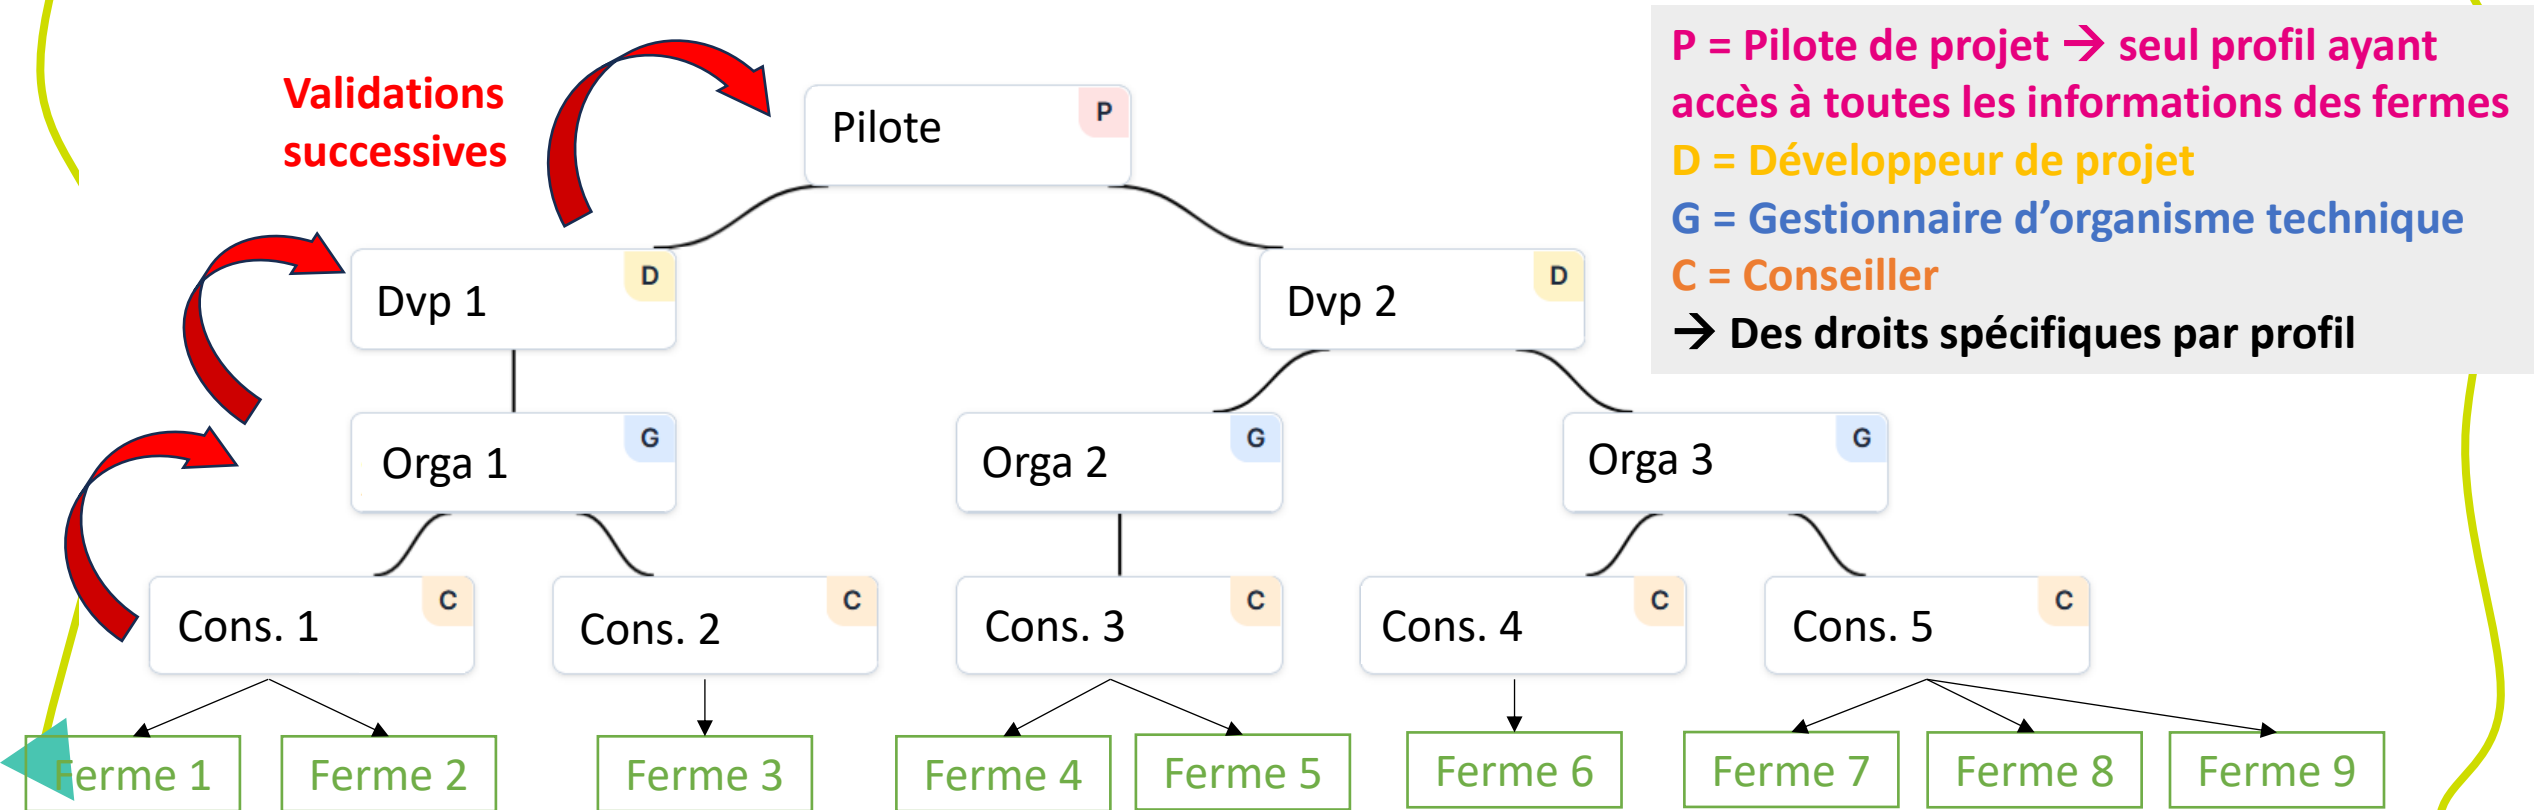 Validations
successives
P = Pilote de projet → seul profil ayant
accès à toutes les informations des fermes
D = Développeur de projet
G = Gestionnaire d’organisme technique
C = Conseiller
→ Des droits spécifiques par profil
Pilote P
Dvp 1 D
Dvp 2 D
Orga 1 G
Orga 2 G
Orga 3 G
Cons. 1 C
Cons. 2 C
Cons. 3 C
Cons. 4 C
Cons. 5 C
Ferme 1
Ferme 2
Ferme 3
Ferme 4
Ferme 5
Ferme 6
Ferme 7
Ferme 8
Ferme 9